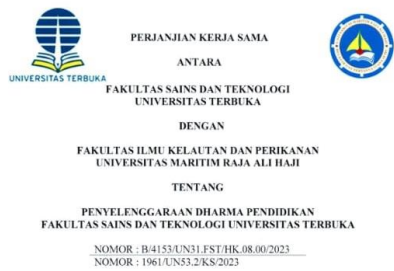 UNIVERSITAS TERBUKA
PERJANJIAN KERJA SAMA
ANTARA
FAKULTAS SAINS DAN TEKNOLOGI
UNIVERSITAS TERBUKA
DENGAN
FAKULTAS ILMU KELAUTAN DAN PERIKANAN
UNIVERSITAS MARITIM RAJA ALI HAJI
TENTANG
PENYELENGGARAAN DHARMA PENDIDIKAN
FAKULTAS SAINS DAN TEKNOLOGI UNIVERSITAS TERBUKA
NOMOR : B/4153/UN31.FST/HK.08.00/2023
NOMOR : 1961/UN53.2/KS/2023